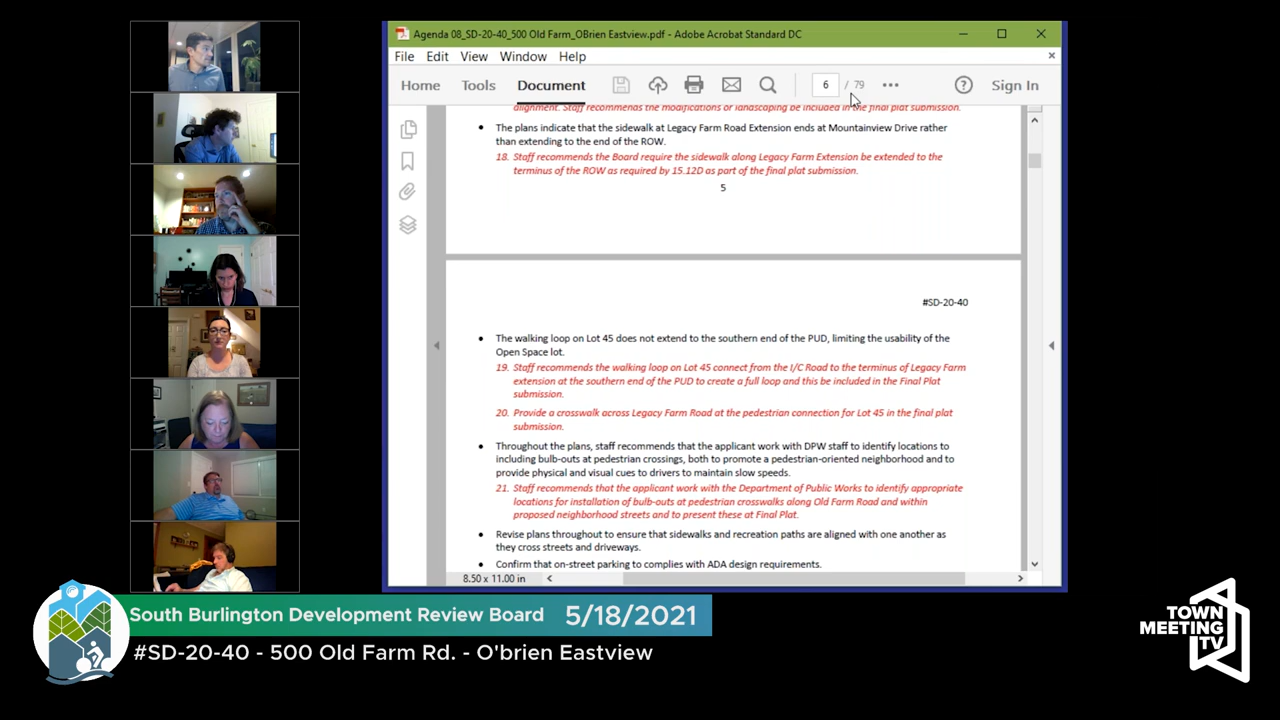 Agenda 08_SD-20-40_500 Old Farm_OBrien Eastview.pdf - Adobe Acrobat Standard DC
File Edit View Window Help
Home Tools Document 6 / 79 Sign In
alignment. Staff recommends the modifications or landscaping be included in the final plat submission.
• The plans indicate that the sidewalk at Legacy Farm Road Extension ends at Mountainview Drive rather
than extending to the end of the ROW.
18. Staff recommends the Board require the sidewalk along Legacy Farm Extension be extended to the
terminus of the ROW as required by 15.12D as part of the final plat submission.
5
#SD-20-40
• The walking loop on Lot 45 does not extend to the southern end of the PUD, limiting the usability of the
Open Space lot.
19. Staff recommends the walking loop on Lot 45 connect from the I/C Road to the terminus of Legacy Farm
extension at the southern end of the PUD to create a full loop and this be included in the Final Plat
submission.
20. Provide a crosswalk across Legacy Farm Road at the pedestrian connection for Lot 45 in the final plat
submission.
• Throughout the plans, staff recommends that the applicant work with DPW staff to identify locations to
including bulb-outs at pedestrian crossings, both to promote a pedestrian-oriented neighborhood and to
provide physical and visual cues to drivers to maintain slow speeds.
21. Staff recommends that the applicant work with the Department of Public Works to identify appropriate
locations for installation of bulb-outs at pedestrian crosswalks along Old Farm Road and within
proposed neighborhood streets and to present these at Final Plat.
• Revise plans throughout to ensure that sidewalks and recreation paths are aligned with one another as
they cross streets and driveways.
• Confirm that on-street parking to complies with ADA design requirements.
8.50 x 11.00 in
South Burlington Development Review Board 5/18/2021
#SD-20-40 - 500 Old Farm Rd. - O'brien Eastview
TOWN
MEETING
TV